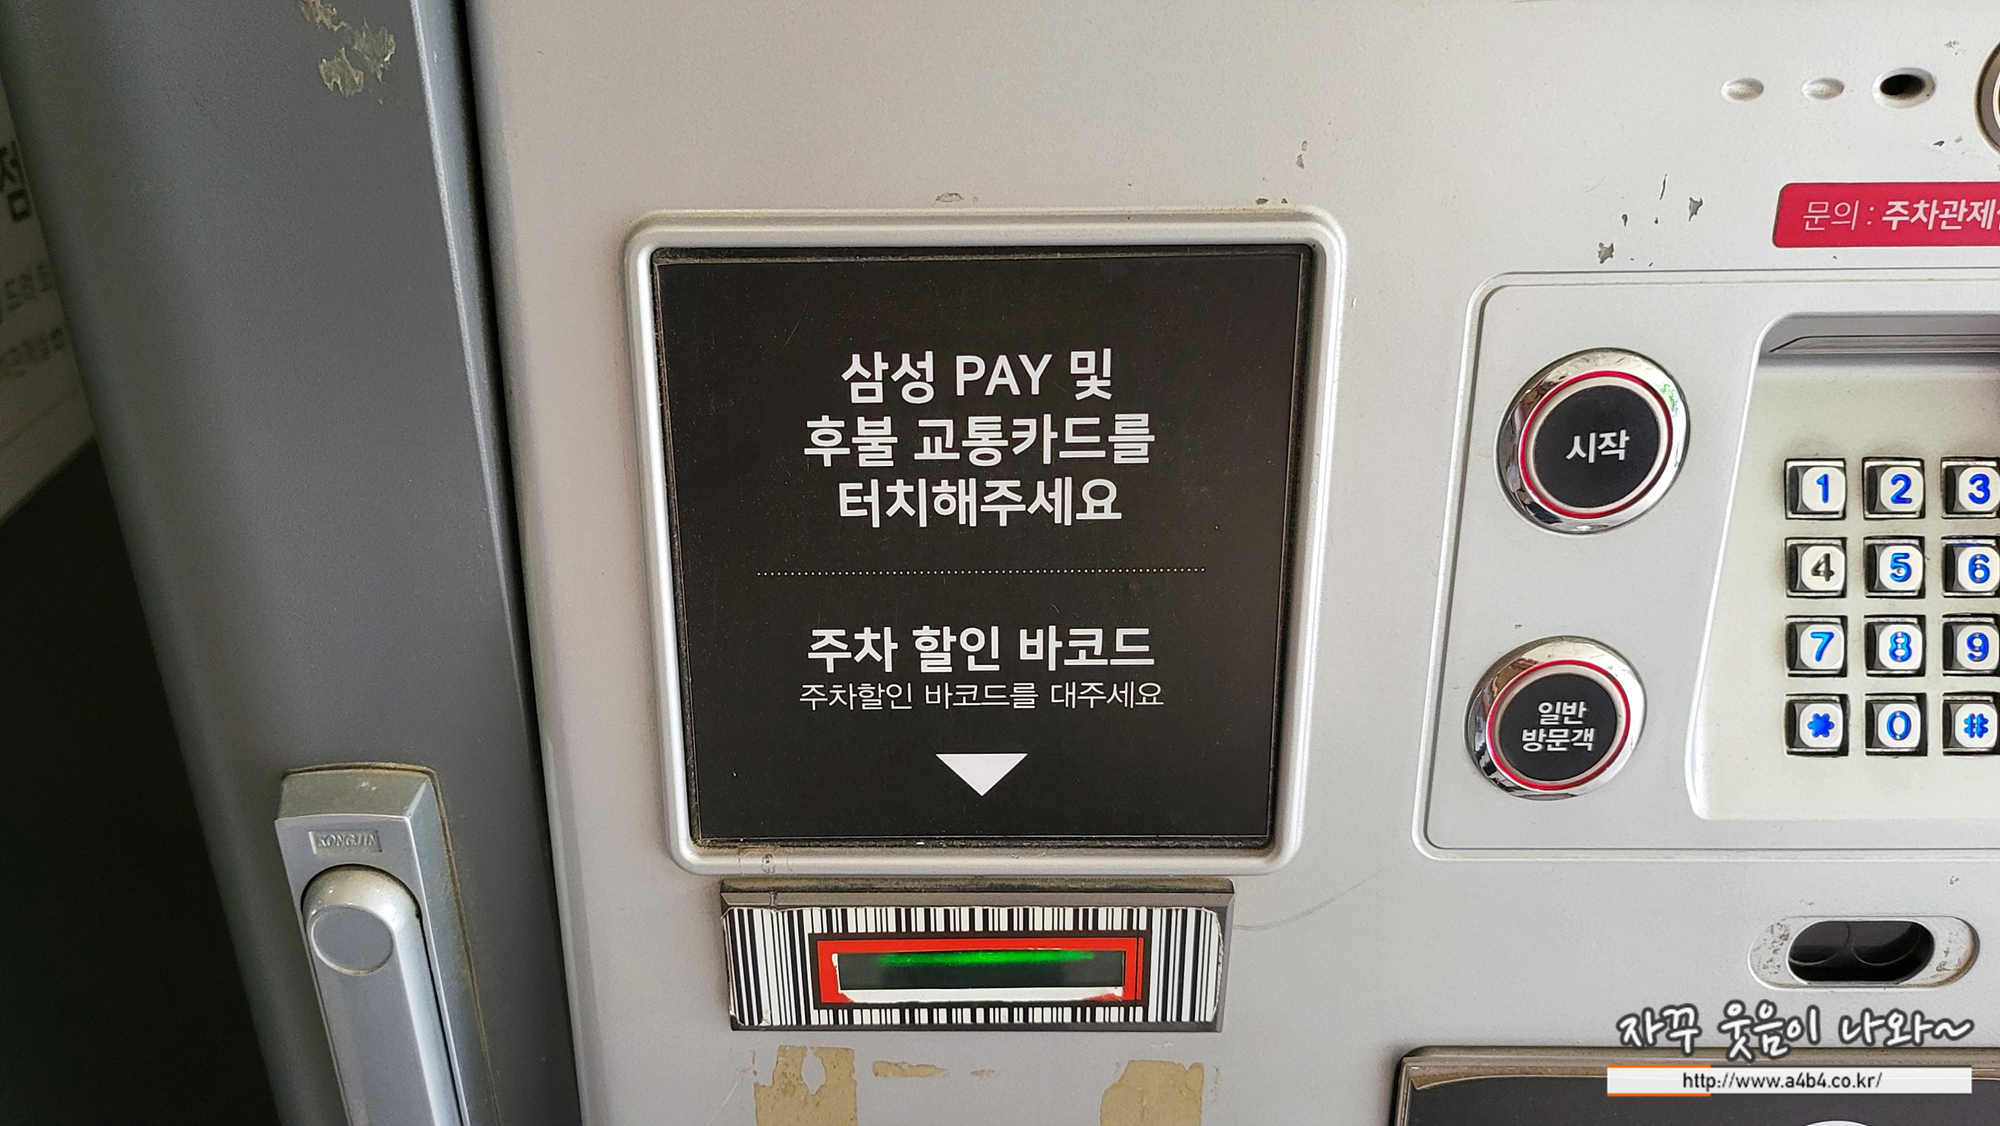 삼성 PAY 및
후불 교통카드를
터치해주세요
주차 할인 바코드
주차할인 바코드를 대주세요
문의 : 주차관제
시작
일반
방문객
1 2 3
4 5 6
7 8 9
* 0 #
KONGJIN
자꾸 웃음이 나와~
http://www.a4b4.co.kr/